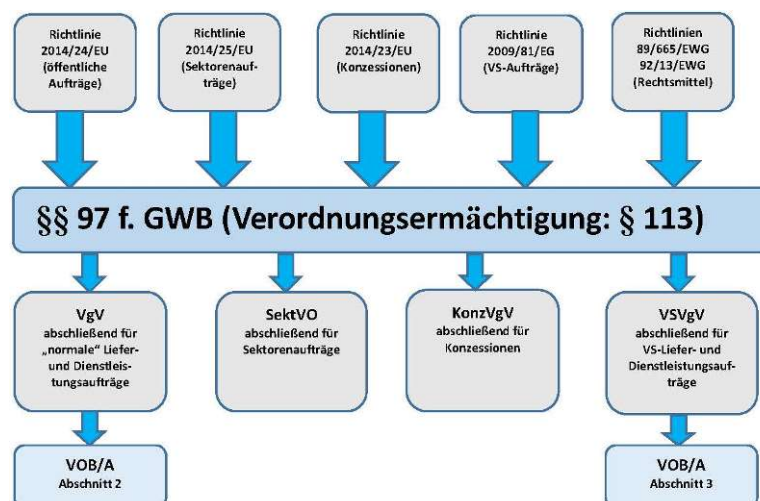 Richtlinie
2014/24/EU
(öffentliche
Aufträge)
Richtlinie
2014/25/EU
(Sektorenauf-
träge)
Richtlinie
2014/23/EU
(Konzessionen)
Richtlinie
2009/81/EG
(VS-Aufträge)
Richtlinien
89/665/EWG
92/13/EWG
(Rechtsmittel)
§§ 97 f. GWB (Verordnungsermächtigung: § 113)
VgV
abschließend für
„normale“ Liefer-
und Dienstleis-
tungsaufträge
SektVO
abschließend für
Sektorenaufträge
KonzVgV
abschließend für
Konzessionen
VSVgV
abschließend für
VS-Liefer- und
Dienstleistungsauf-
träge
VOB/A
Abschnitt 2
VOB/A
Abschnitt 3